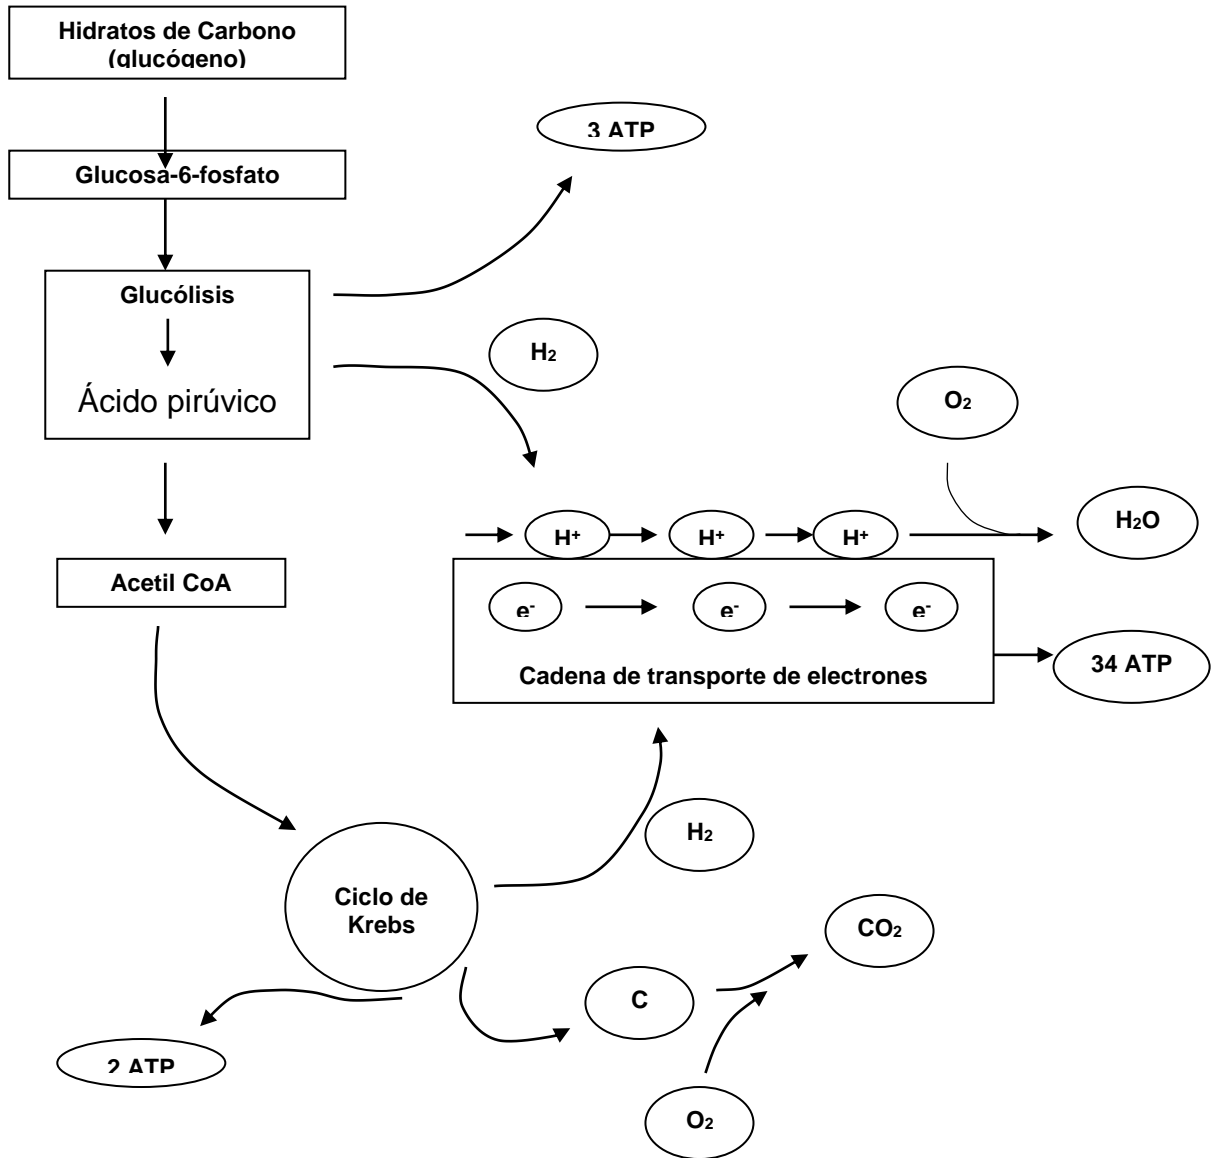 Hidratos de Carbono
(glucógeno)
3 ATP
Glucosa-6-fosfato
Glucólisis
H₂
Ácido pirúvico
O₂
H₂O
H⁺ H⁺ H⁺
Acetil CoA
e⁻ e⁻ e⁻
34 ATP
Cadena de transporte de electrones
H₂
Ciclo de
Krebs
CO₂
C
2 ATP
O₂